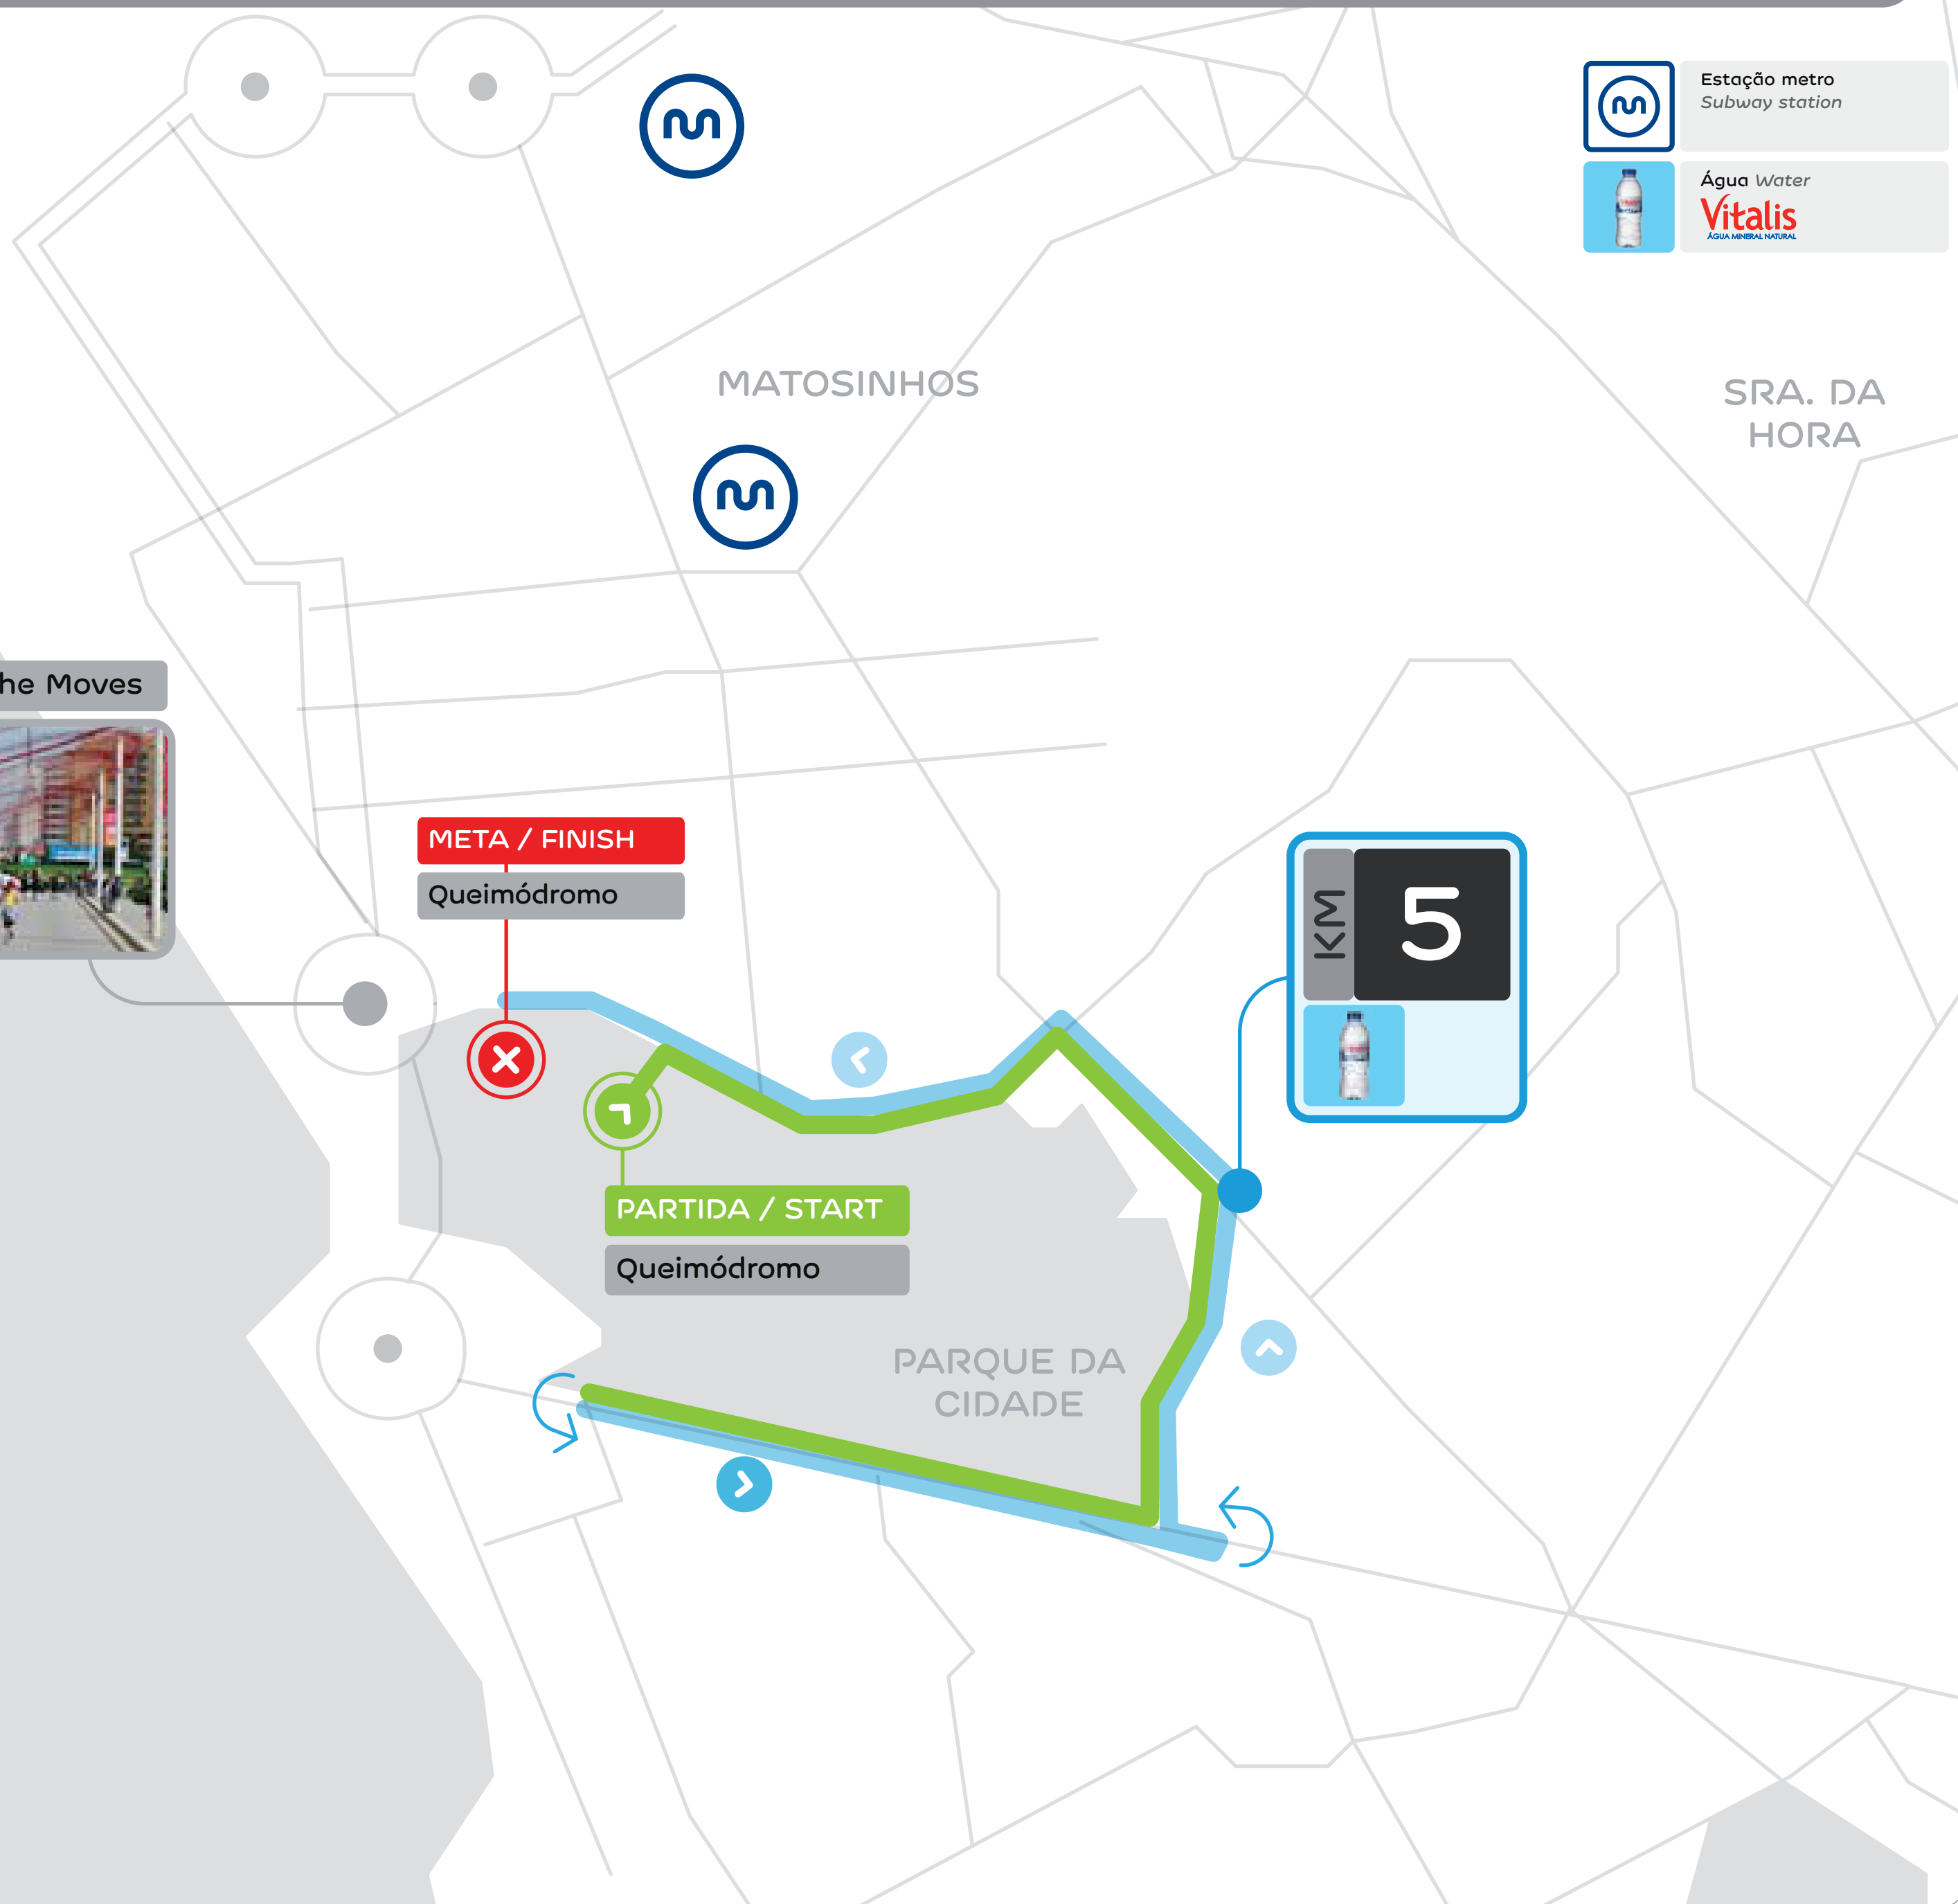 Estação metro
Subway station
Água Water
Vitalis
ÁGUA MINERAL NATURAL
MATOSINHOS
SRA. DA
HORA
he Moves
META / FINISH
Queimódromo
KM 5
PARTIDA / START
Queimódromo
PARQUE DA
CIDADE